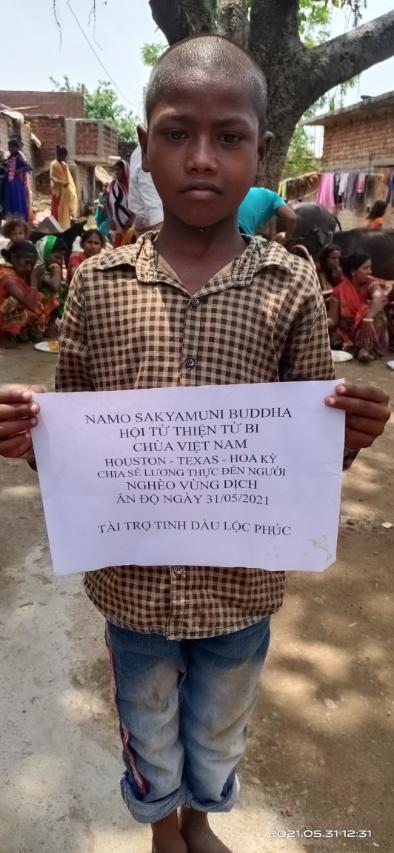 NAMO SAKYAMUNI BUDDHA
HỘI TỪ THIỆN TỪ BI
CHÙA VIỆT NAM
HOUSTON - TEXAS - HOA KỲ
CHIA SẺ LƯƠNG THỰC ĐẾN NGƯỜI
NGHÈO VÙNG DỊCH
ẤN ĐỘ NGÀY 31/05/2021
TÀI TRỢ TINH DẦU LỘC PHÚC
2021.05.31 12:31